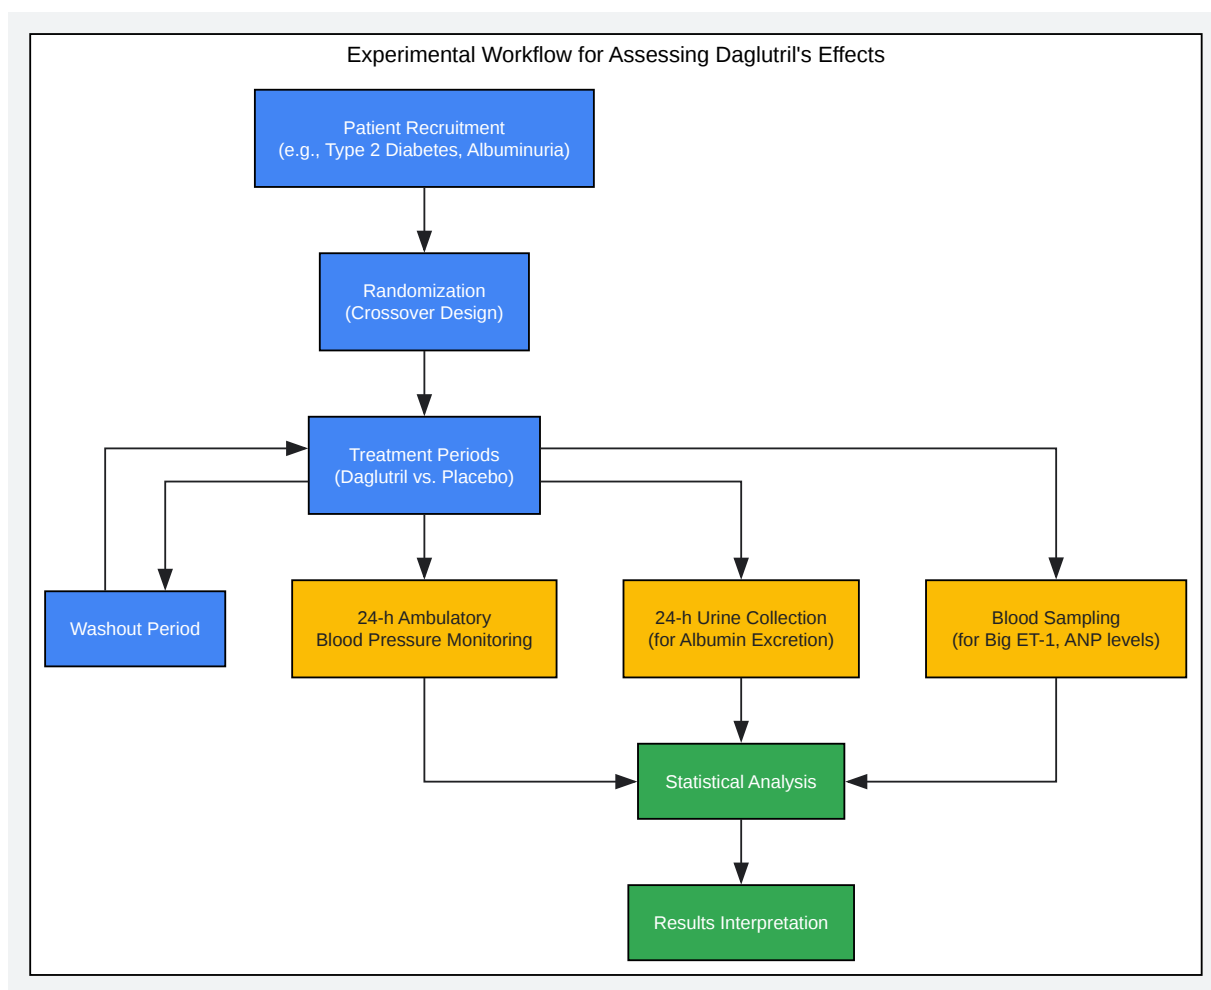 Experimental Workflow for Assessing Daglutril's Effects
Patient Recruitment
(e.g., Type 2 Diabetes, Albuminuria)
Randomization
(Crossover Design)
Treatment Periods
(Daglutril vs. Placebo)
Washout Period
24-h Ambulatory
Blood Pressure Monitoring
24-h Urine Collection
(for Albumin Excretion)
Blood Sampling
(for Big ET-1, ANP levels)
Statistical Analysis
Results Interpretation